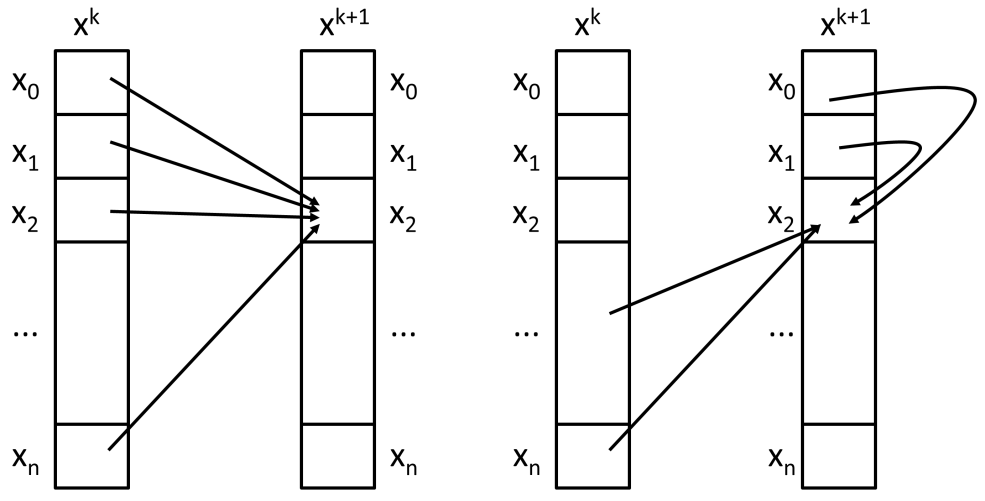 x^k x^{k+1} x^k x^{k+1}
x_0 x_0 x_0 x_0
x_1 x_1 x_1 x_1
x_2 x_2 x_2 x_2
... ... ... ...
x_n x_n x_n x_n